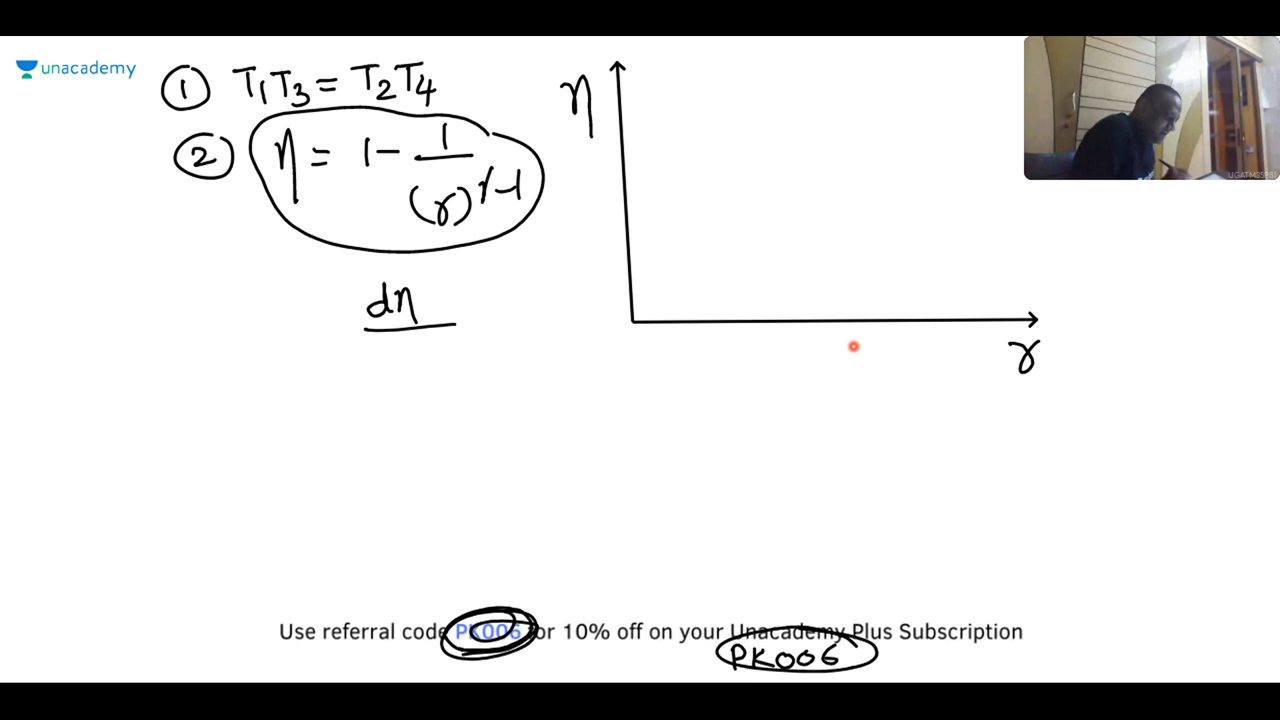 unacademy
① T₁T₃ = T₂T₄
② η = 1 - 1/(r)^γ-1
dη
η
r
UGATM35981
Use referral code PK006 for 10% off on your Unacademy Plus Subscription
PK006